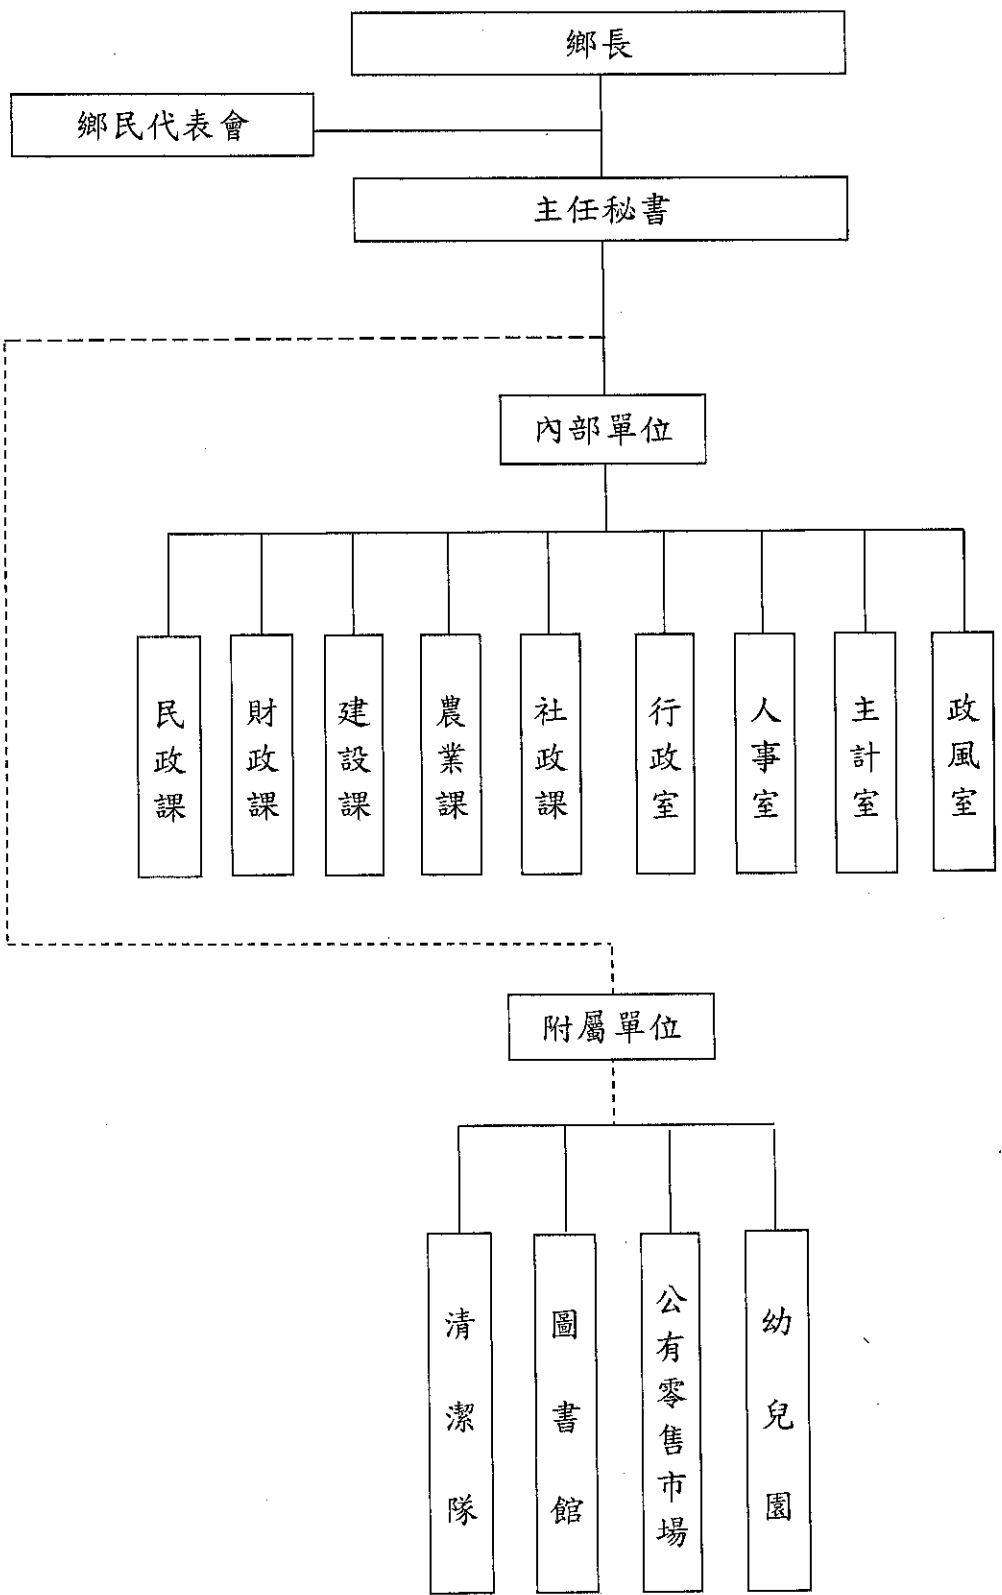 鄉長
鄉民代表會
主任秘書
內部單位
民政課
財政課
建設課
農業課
社政課
行政室
人事室
主計室
政風室
附屬單位
清潔隊
圖書館
公有零售市場
幼兒園